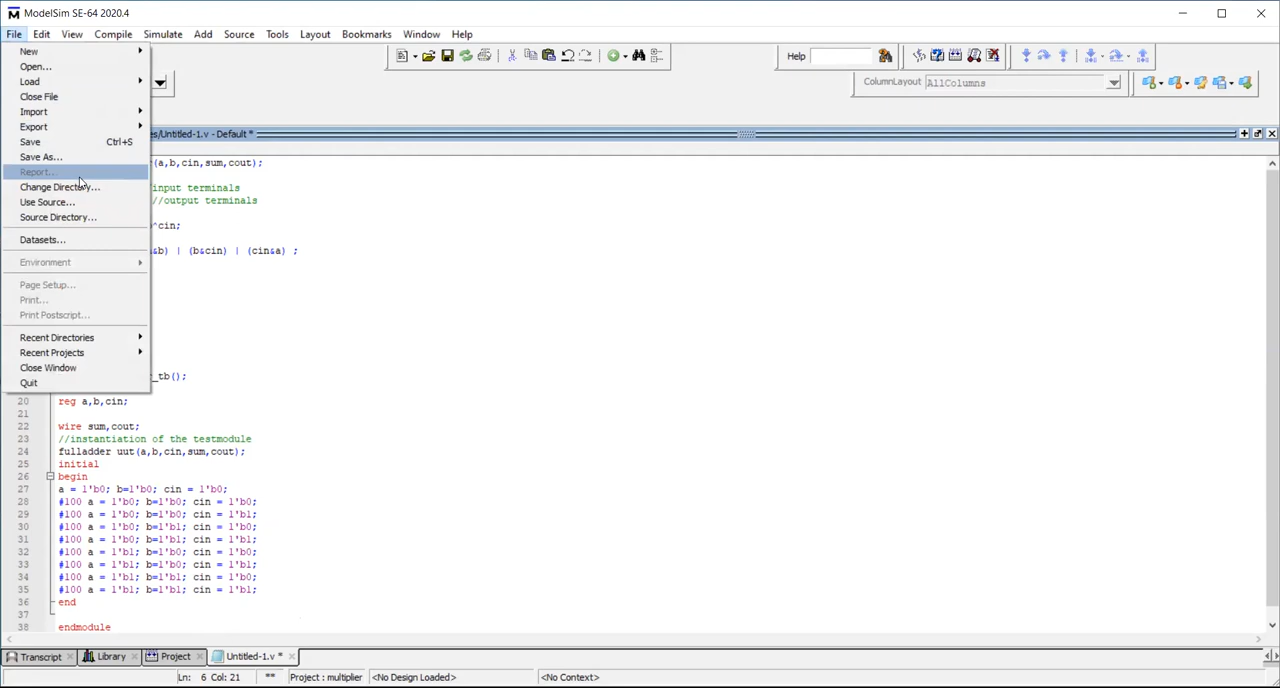 ModelSim SE-64 2020.4
File Edit View Compile Simulate Add Source Tools Layout Bookmarks Window Help
New
Open...
Load
Close File
Import
Export
Save Ctrl+S
Save As...
Report...
Change Directory...
Use Source...
Source Directory...
Datasets...
Environment
Page Setup...
Print...
Print Postscript...
Recent Directories
Recent Projects
Close Window
Quit
Help
ColumnLayout AllColumns
es/Untitled-1.v - Default *
(a,b,cin,sum,cout);
input terminals
//output terminals
^cin;
&b) | (b&cin) | (cin&a) ;
_tb();
20 reg a,b,cin;
21
22 wire sum,cout;
23 //instantiation of the testmodule
24 fulladder uut(a,b,cin,sum,cout);
25 initial
26 begin
27 a = 1'b0; b=1'b0; cin = 1'b0;
28 #100 a = 1'b0; b=1'b0; cin = 1'b0;
29 #100 a = 1'b0; b=1'b0; cin = 1'b1;
30 #100 a = 1'b0; b=1'b1; cin = 1'b0;
31 #100 a = 1'b0; b=1'b1; cin = 1'b1;
32 #100 a = 1'b1; b=1'b0; cin = 1'b0;
33 #100 a = 1'b1; b=1'b0; cin = 1'b1;
34 #100 a = 1'b1; b=1'b1; cin = 1'b0;
35 #100 a = 1'b1; b=1'b1; cin = 1'b1;
36 end
37
38 endmodule
Transcript Library Project Untitled-1.v *
Ln: 6 Col: 21 ** Project : multiplier <No Design Loaded> <No Context>